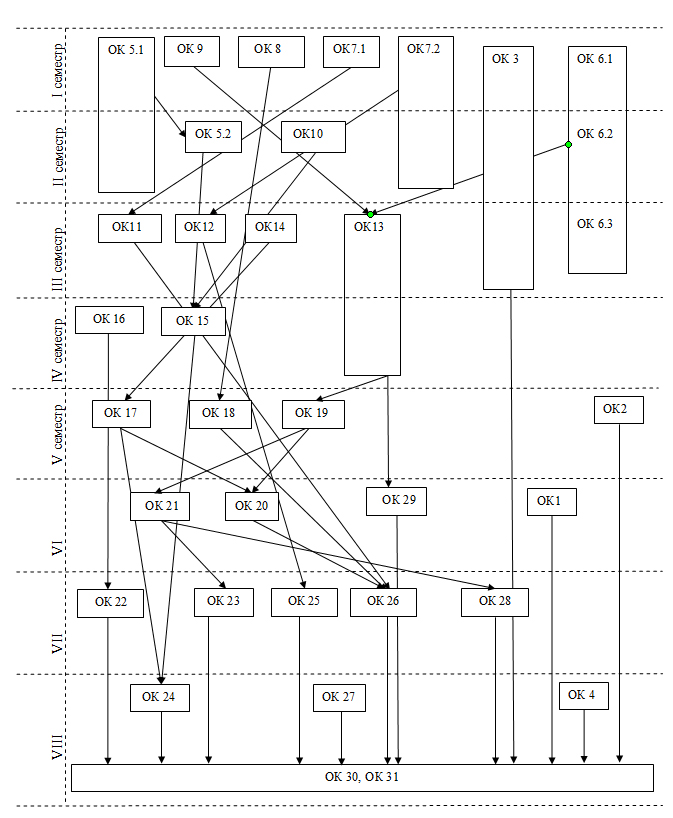 I семестр
ОК 5.1
ОК 9
ОК 8
ОК7.1
ОК7.2
ОК 3
ОК 6.1
II семестр
ОК 5.2
ОК10
ОК 6.2
III семестр
ОК11
ОК12
ОК14
ОК13
ОК 6.3
IV семестр
ОК 16
ОК 15
V семестр
ОК 17
ОК 18
ОК 19
ОК2
VI
ОК 21
ОК 20
ОК 29
ОК1
VII
ОК 22
ОК 23
ОК 25
ОК 26
ОК 28
VIII
ОК 24
ОК 27
ОК 4
ОК 30, ОК 31